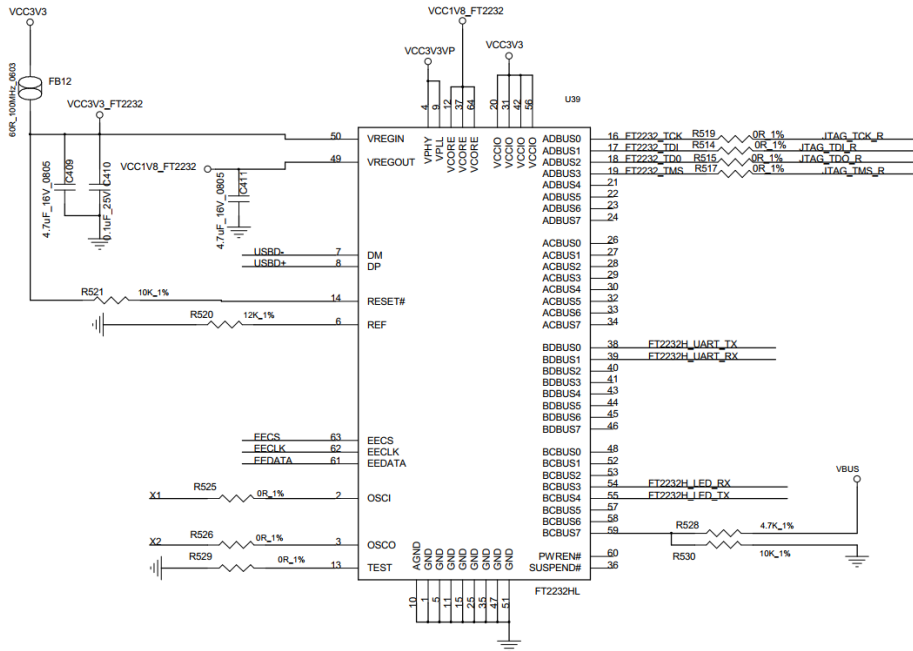 VCC3V3
VCC1V8_FT2232
VCC3V3VP
VCC3V3
60R_100MHz_0603
FB12
VCC3V3_FT2232
U39
4 9 12 37 64 20 31 42 56
VPHY VPLL VCORE VCORE VCORE VCCIO VCCIO VCCIO VCCIO
50 VREGIN
VCC1V8_FT2232 49 VREGOUT
4.7uF_16V_0805 C409
0.1uF_25V C410
4.7uF_16V_0805 C411
ADBUS0 16 FT2232_TCK R519 0R_1% JTAG_TCK_R
ADBUS1 17 FT2232_TDI R514 0R_1% JTAG_TDI_R
ADBUS2 18 FT2232_TD0 R515 0R_1% JTAG_TDO_R
ADBUS3 19 FT2232_TMS R517 0R_1% JTAG_TMS_R
ADBUS4 21
ADBUS5 22
ADBUS6 23
ADBUS7 24
USBD- 7 DM
USBD+ 8 DP
ACBUS0 26
ACBUS1 27
ACBUS2 28
ACBUS3 29
ACBUS4 30
ACBUS5 32
ACBUS6 33
ACBUS7 34
R521 10K_1% 14 RESET#
R520 12K_1% 6 REF
BDBUS0 38 FT2232H_UART_TX
BDBUS1 39 FT2232H_UART_RX
BDBUS2 40
BDBUS3 41
BDBUS4 43
BDBUS5 44
BDBUS6 45
BDBUS7 46
EECS 63 EECS
EECLK 62 EECLK
EEDATA 61 EEDATA
BCBUS0 48
BCBUS1 52
BCBUS2 53
BCBUS3 54 FT2232H_LED_RX
BCBUS4 55 FT2232H_LED_TX
BCBUS5 57
BCBUS6 58
BCBUS7 59
VBUS
R528 4.7K_1%
R530 10K_1%
X1 R525 0R_1% 2 OSCI
X2 R526 0R_1% 3 OSCO
R529 0R_1% 13 TEST
PWREN# 60
SUSPEND# 36
AGND GND GND GND GND GND GND GND GND
10 1 5 11 15 25 35 47 51
FT2232HL